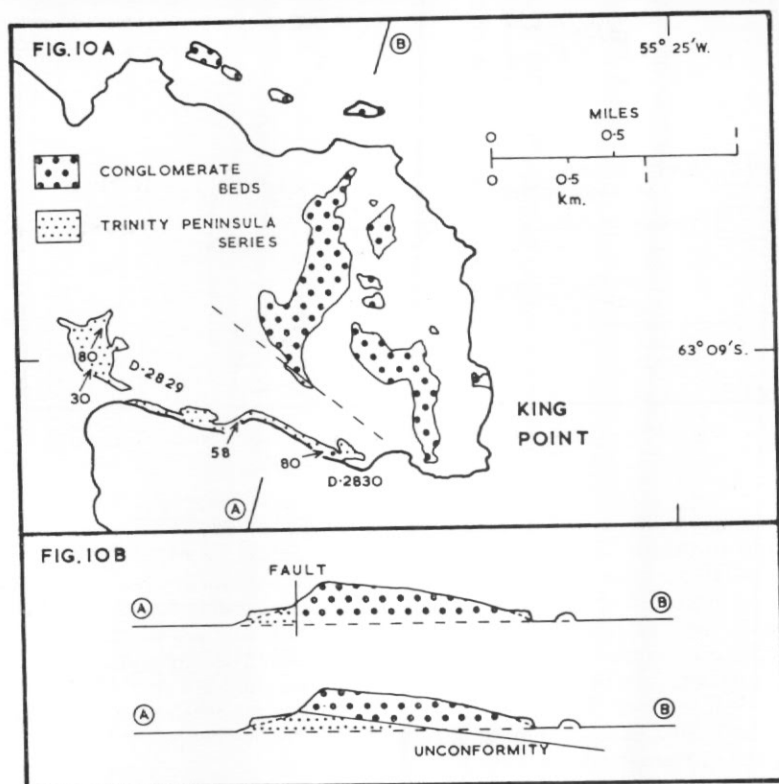 FIG.10A
B
55° 25'W.
MILES
0 0·5 1
0 0·5 1
km.
CONGLOMERATE
BEDS
TRINITY PENINSULA
SERIES
80
30
D·2829
63°09'S.
KING
POINT
58
80
D·2830
A
FIG.10B
FAULT
A
B
A
B
UNCONFORMITY